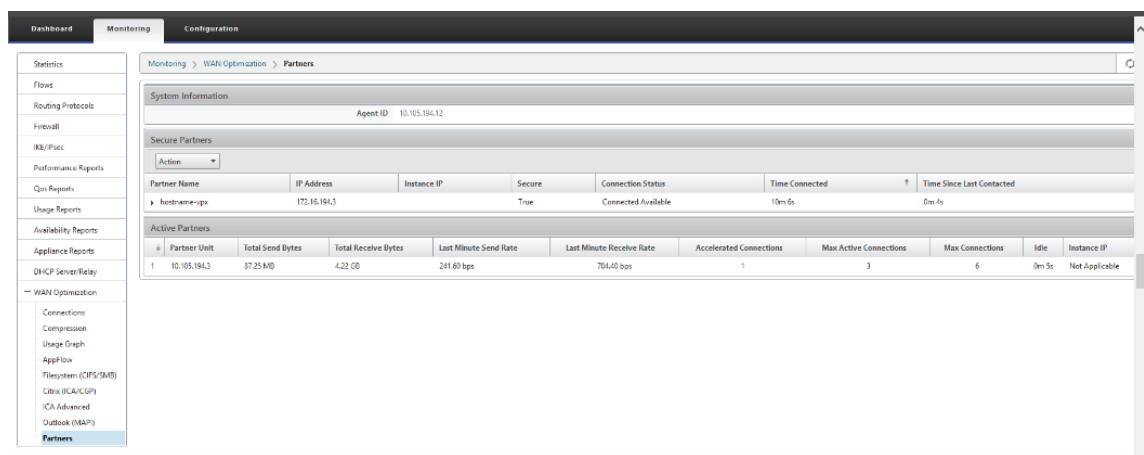 Dashboard Monitoring Configuration
Statistics
Flows
Routing Protocols
Firewall
IKE/IPsec
Performance Reports
Qos Reports
Usage Reports
Availability Reports
Appliance Reports
DHCP Server/Relay
WAN Optimization
Connections
Compression
Usage Graph
AppFlow
Filesystem (CIFS/SMB)
Citrix (ICA/CGP)
ICA Advanced
Outlook (MAPI)
Partners
Monitoring > WAN Optimization > Partners
System Information
Agent ID 10.105.194.12
Secure Partners
Action
Partner Name IP Address Instance IP Secure Connection Status Time Connected Time Since Last Contacted
hostname-vpx 172.16.194.3 True Connected Available 10m 6s 0m 4s
Active Partners
# Partner Unit Total Send Bytes Total Receive Bytes Last Minute Send Rate Last Minute Receive Rate Accelerated Connections Max Active Connections Max Connections Idle Instance IP
1 10.105.194.3 87.25 MB 4.22 GB 241.60 bps 704.40 bps 1 3 6 0m 5s Not Applicable